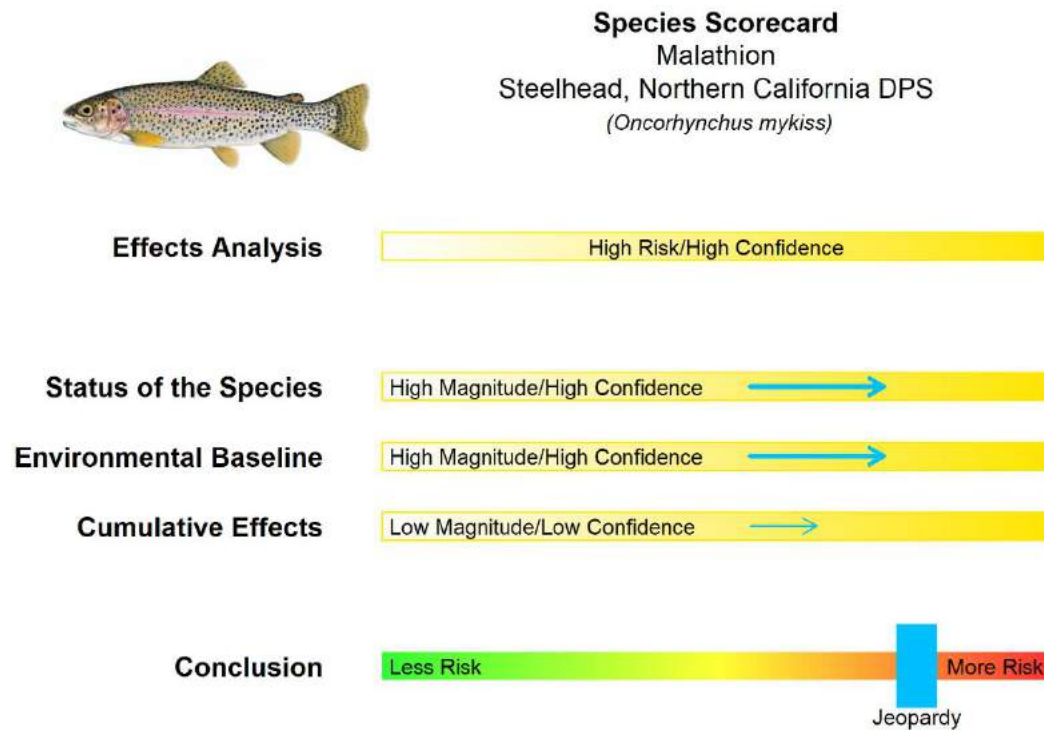 Species Scorecard
Malathion
Steelhead, Northern California DPS
(Oncorhynchus mykiss)
Effects Analysis
High Risk/High Confidence
Status of the Species
High Magnitude/High Confidence
Environmental Baseline
High Magnitude/High Confidence
Cumulative Effects
Low Magnitude/Low Confidence
Conclusion
Less Risk
More Risk
Jeopardy